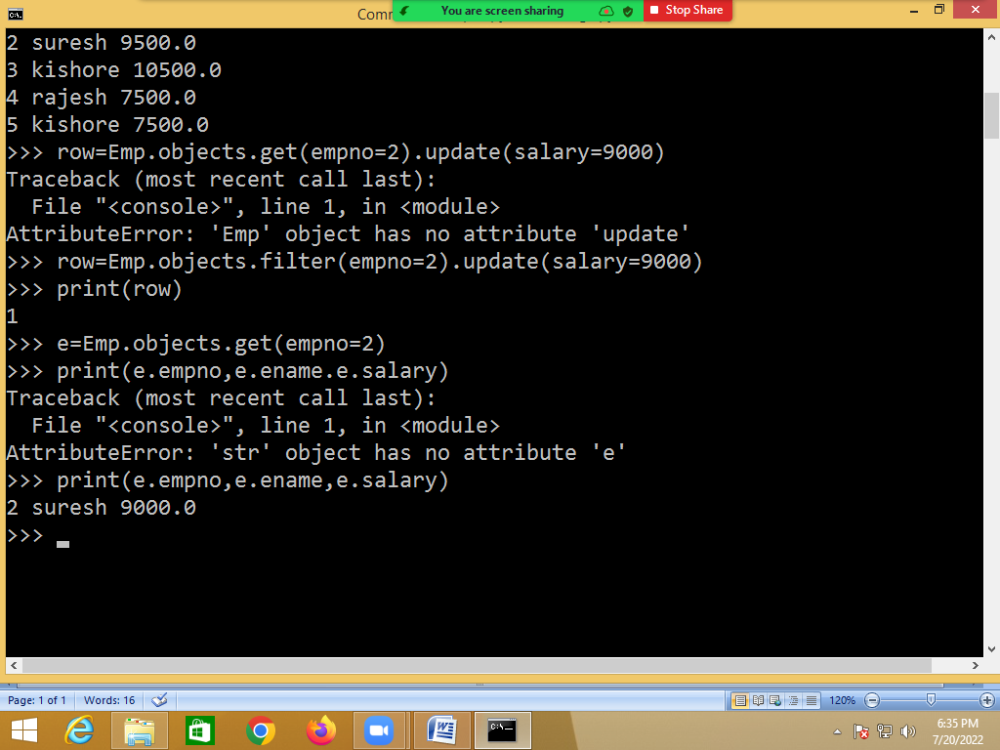 Comm
You are screen sharing
Stop Share
2 suresh 9500.0
3 kishore 10500.0
4 rajesh 7500.0
5 kishore 7500.0
>>> row=Emp.objects.get(empno=2).update(salary=9000)
Traceback (most recent call last):
  File "<console>", line 1, in <module>
AttributeError: 'Emp' object has no attribute 'update'
>>> row=Emp.objects.filter(empno=2).update(salary=9000)
>>> print(row)
1
>>> e=Emp.objects.get(empno=2)
>>> print(e.empno,e.ename.e.salary)
Traceback (most recent call last):
  File "<console>", line 1, in <module>
AttributeError: 'str' object has no attribute 'e'
>>> print(e.empno,e.ename,e.salary)
2 suresh 9000.0
>>>
Page: 1 of 1 Words: 16 120%
6:35 PM
7/20/2022